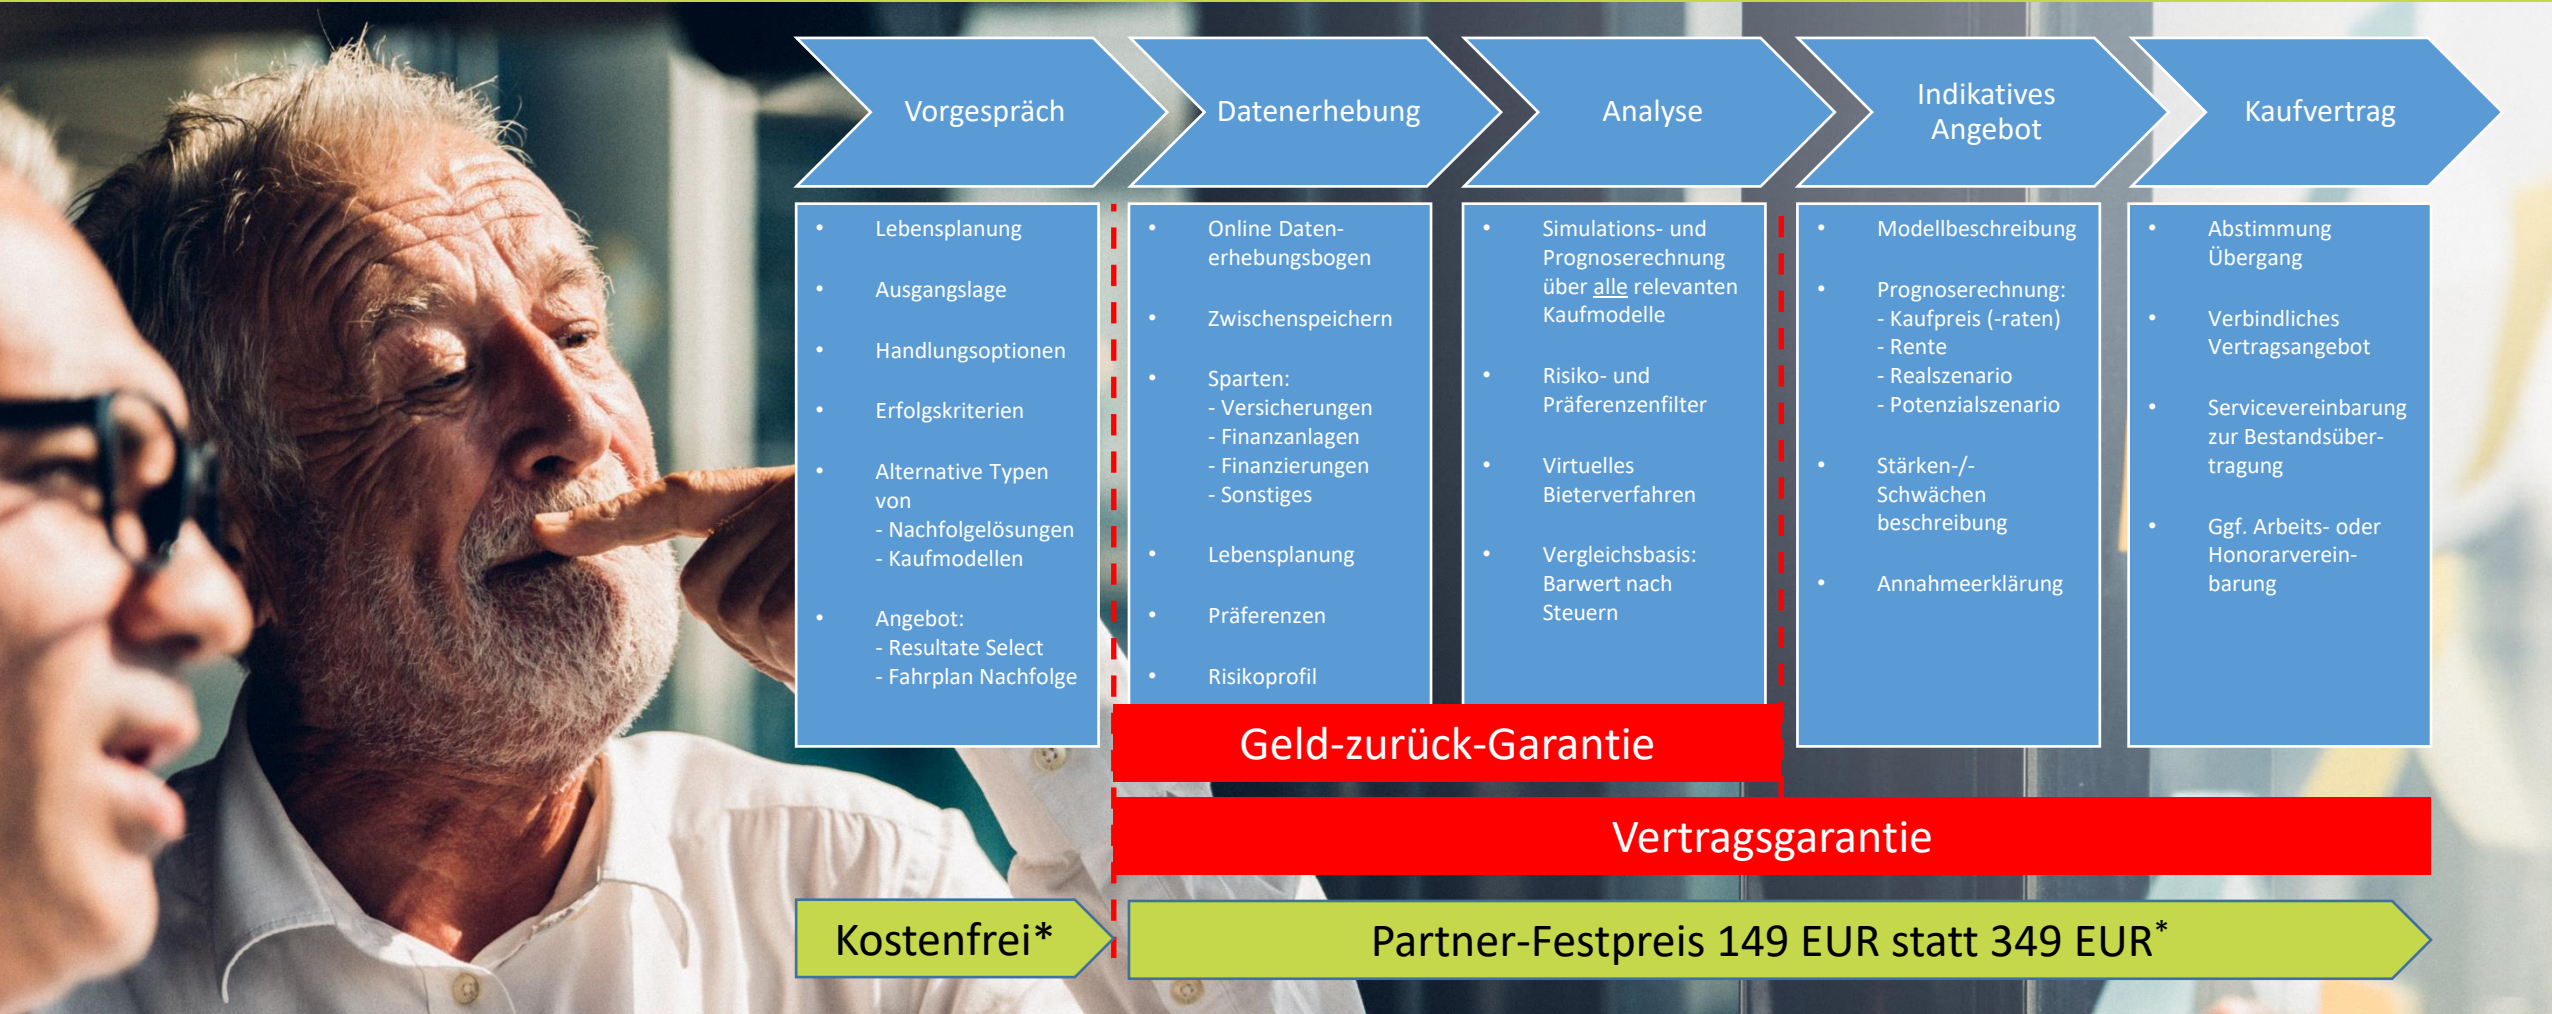 Vorgespräch
Datenerhebung
Analyse
Indikatives
Angebot
Kaufvertrag
• Lebensplanung
• Ausgangslage
• Handlungsoptionen
• Erfolgskriterien
• Alternative Typen
von
- Nachfolgelösungen
- Kaufmodellen
• Angebot:
- Resultate Select
- Fahrplan Nachfolge
• Online Daten-
erhebungsbogen
• Zwischenspeichern
• Sparten:
- Versicherungen
- Finanzanlagen
- Finanzierungen
- Sonstiges
• Lebensplanung
• Präferenzen
• Risikoprofil
• Simulations- und
Prognoserechnung
über alle relevanten
Kaufmodelle
• Risiko- und
Präferenzenfilter
• Virtuelles
Bieterverfahren
• Vergleichsbasis:
Barwert nach
Steuern
• Modellbeschreibung
• Prognoserechnung:
- Kaufpreis (-raten)
- Rente
- Realszenario
- Potenzialszenario
• Stärken-/-
Schwächen
beschreibung
• Annahmeerklärung
• Abstimmung
Übergang
• Verbindliches
Vertragsangebot
• Servicevereinbarung
zur Bestandsüber-
tragung
• Ggf. Arbeits- oder
Honorarverein-
barung
Geld-zurück-Garantie
Vertragsgarantie
Kostenfrei*
Partner-Festpreis 149 EUR statt 349 EUR*